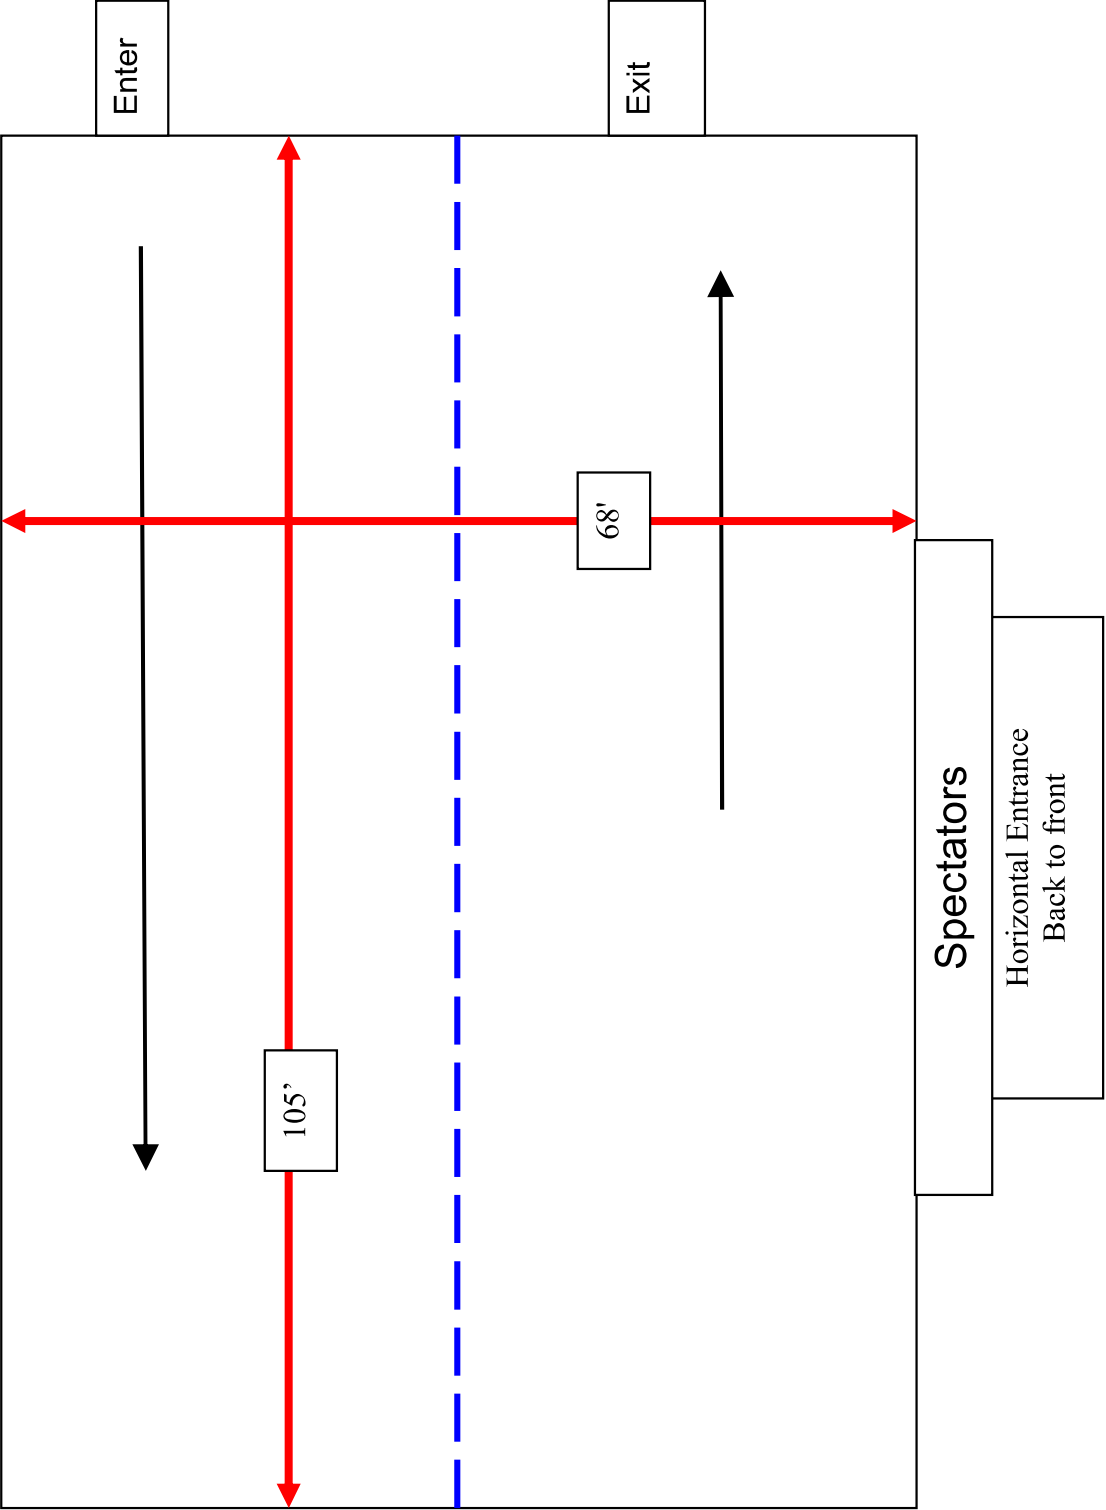 Enter
Exit
68'
105’
Spectators
Horizontal Entrance
Back to front